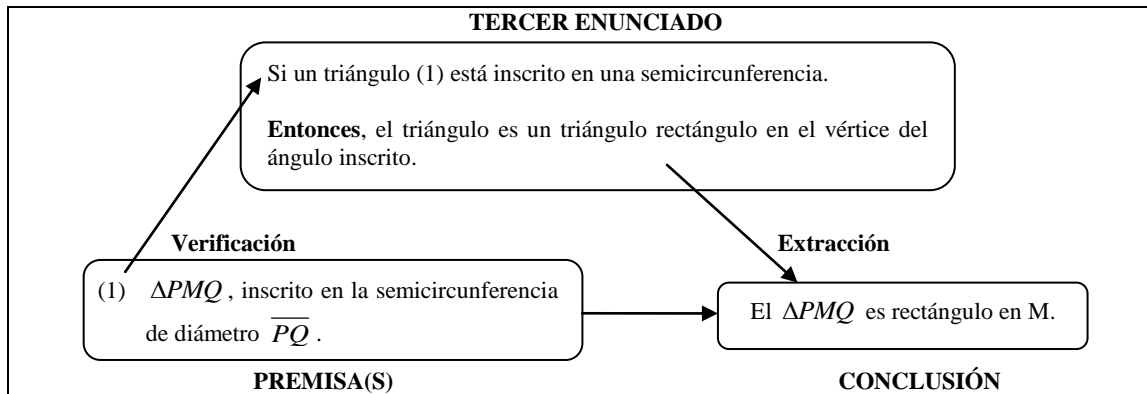 TERCER ENUNCIADO
Si un triángulo (1) está inscrito en una semicircunferencia.
Entonces, el triángulo es un triángulo rectángulo en el vértice del
ángulo inscrito.
Verificación
Extracción
(1) ΔPMQ , inscrito en la semicircunferencia
de diámetro P̅Q̅ .
El ΔPMQ es rectángulo en M.
PREMISA(S)
CONCLUSIÓN